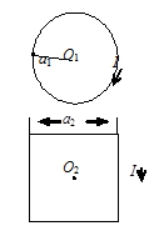 a₁ O₁ I
a₂
O₂ I